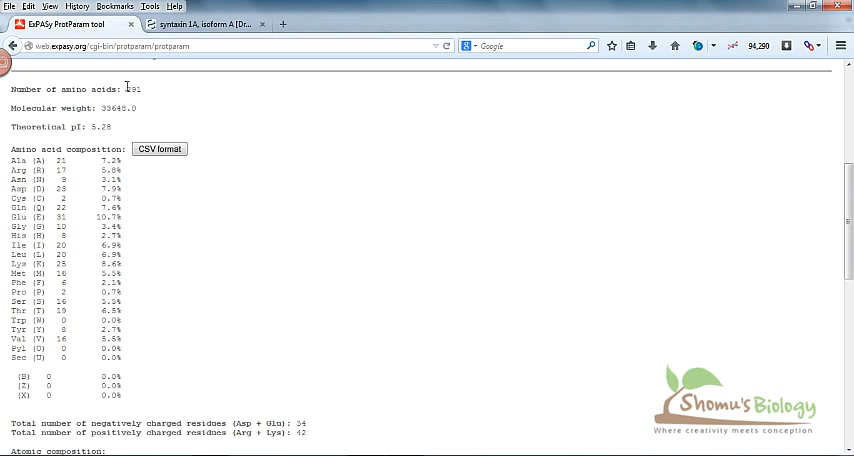 File Edit View History Bookmarks Tools Help
ExPASy ProtParam tool
syntaxin 1A, isoform A [Dr...
web.expasy.org/cgi-bin/protparam/protparam
Google
94,290
Number of amino acids: 291
Molecular weight: 33648.0
Theoretical pI: 5.28
Amino acid composition: CSV format
Ala (A) 21 7.2%
Arg (R) 17 5.8%
Asn (N) 9 3.1%
Asp (D) 23 7.9%
Cys (C) 2 0.7%
Gln (Q) 22 7.6%
Glu (E) 31 10.7%
Gly (G) 10 3.4%
His (H) 8 2.7%
Ile (I) 20 6.9%
Leu (L) 20 6.9%
Lys (K) 25 8.6%
Met (M) 16 5.5%
Phe (F) 6 2.1%
Pro (P) 2 0.7%
Ser (S) 16 5.5%
Thr (T) 19 6.5%
Trp (W) 0 0.0%
Tyr (Y) 8 2.7%
Val (V) 16 5.5%
Pyl (O) 0 0.0%
Sec (U) 0 0.0%
(B) 0 0.0%
(Z) 0 0.0%
(X) 0 0.0%
Shomu's Biology
Where creativity meets conception
Total number of negatively charged residues (Asp + Glu): 54
Total number of positively charged residues (Arg + Lys): 42
Atomic composition: